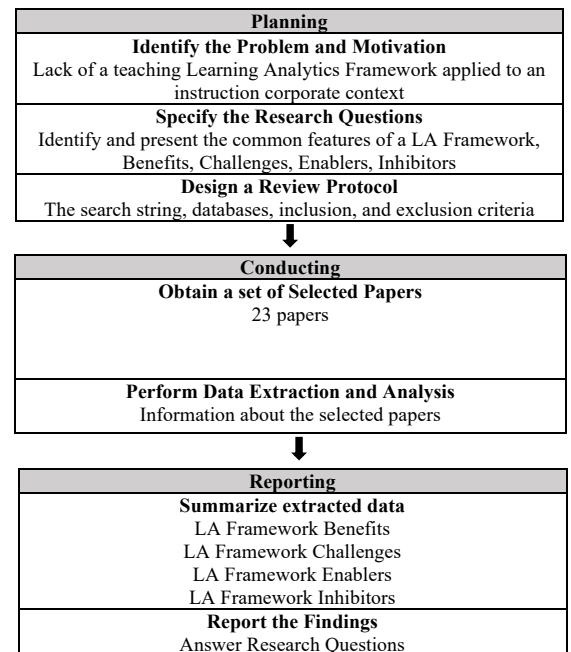 Planning
Identify the Problem and Motivation
Lack of a teaching Learning Analytics Framework applied to an
instruction corporate context
Specify the Research Questions
Identify and present the common features of a LA Framework,
Benefits, Challenges, Enablers, Inhibitors
Design a Review Protocol
The search string, databases, inclusion, and exclusion criteria
Conducting
Obtain a set of Selected Papers
23 papers
Perform Data Extraction and Analysis
Information about the selected papers
Reporting
Summarize extracted data
LA Framework Benefits
LA Framework Challenges
LA Framework Enablers
LA Framework Inhibitors
Report the Findings
Answer Research Questions